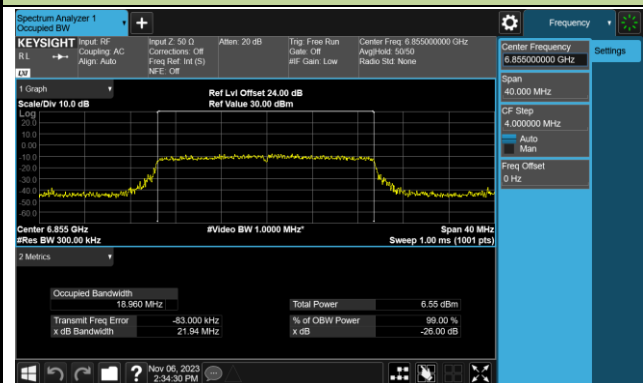 Spectrum Analyzer 1
Occupied BW
Frequency
KEYSIGHT
RL
LXI
Input: RF
Coupling: AC
Align: Auto
Input Z: 50 Ω
Corrections: Off
Freq Ref: Int (S)
NFE: Off
Atten: 20 dB
Trig: Free Run
Gate: Off
#IF Gain: Low
Center Freq: 6.855000000 GHz
Avg|Hold: 50/50
Radio Std: None
Center Frequency
6.855000000 GHz
Settings
Span
40.000 MHz
CF Step
4.000000 MHz
Auto
Man
Freq Offset
0 Hz
1 Graph
Scale/Div 10.0 dB
Ref Lvl Offset 24.00 dB
Ref Value 30.00 dBm
Log
20.0
10.0
0.00
-10.0
-20.0
-30.0
-40.0
-50.0
-60.0
Center 6.855 GHz
#Res BW 300.00 kHz
#Video BW 1.0000 MHz*
Span 40 MHz
Sweep 1.00 ms (1001 pts)
2 Metrics
Occupied Bandwidth
18.960 MHz
Total Power 6.55 dBm
Transmit Freq Error -83.000 kHz
% of OBW Power 99.00 %
x dB Bandwidth 21.94 MHz
x dB -26.00 dB
?
Nov 06, 2023
2:34:30 PM